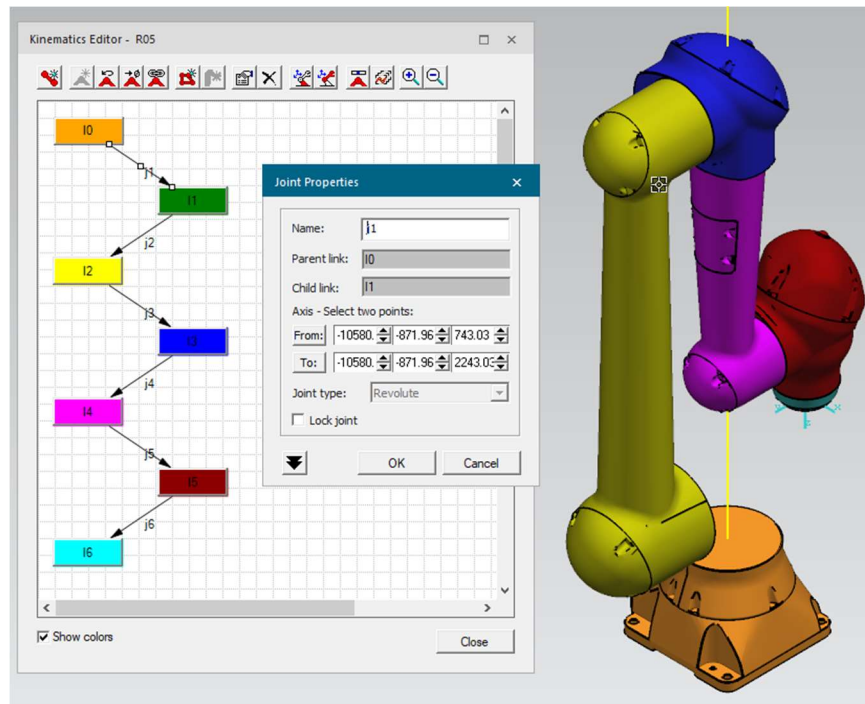 Kinematics Editor - R05
l0
j1
l1
j2
l2
j3
l3
j4
l4
j5
l5
j6
l6
Show colors
Close
Joint Properties
Name: j1
Parent link: l0
Child link: l1
Axis - Select two points:
From: -10580. -871.96 743.03
To: -10580. -871.96 2243.03
Joint type: Revolute
Lock joint
OK Cancel